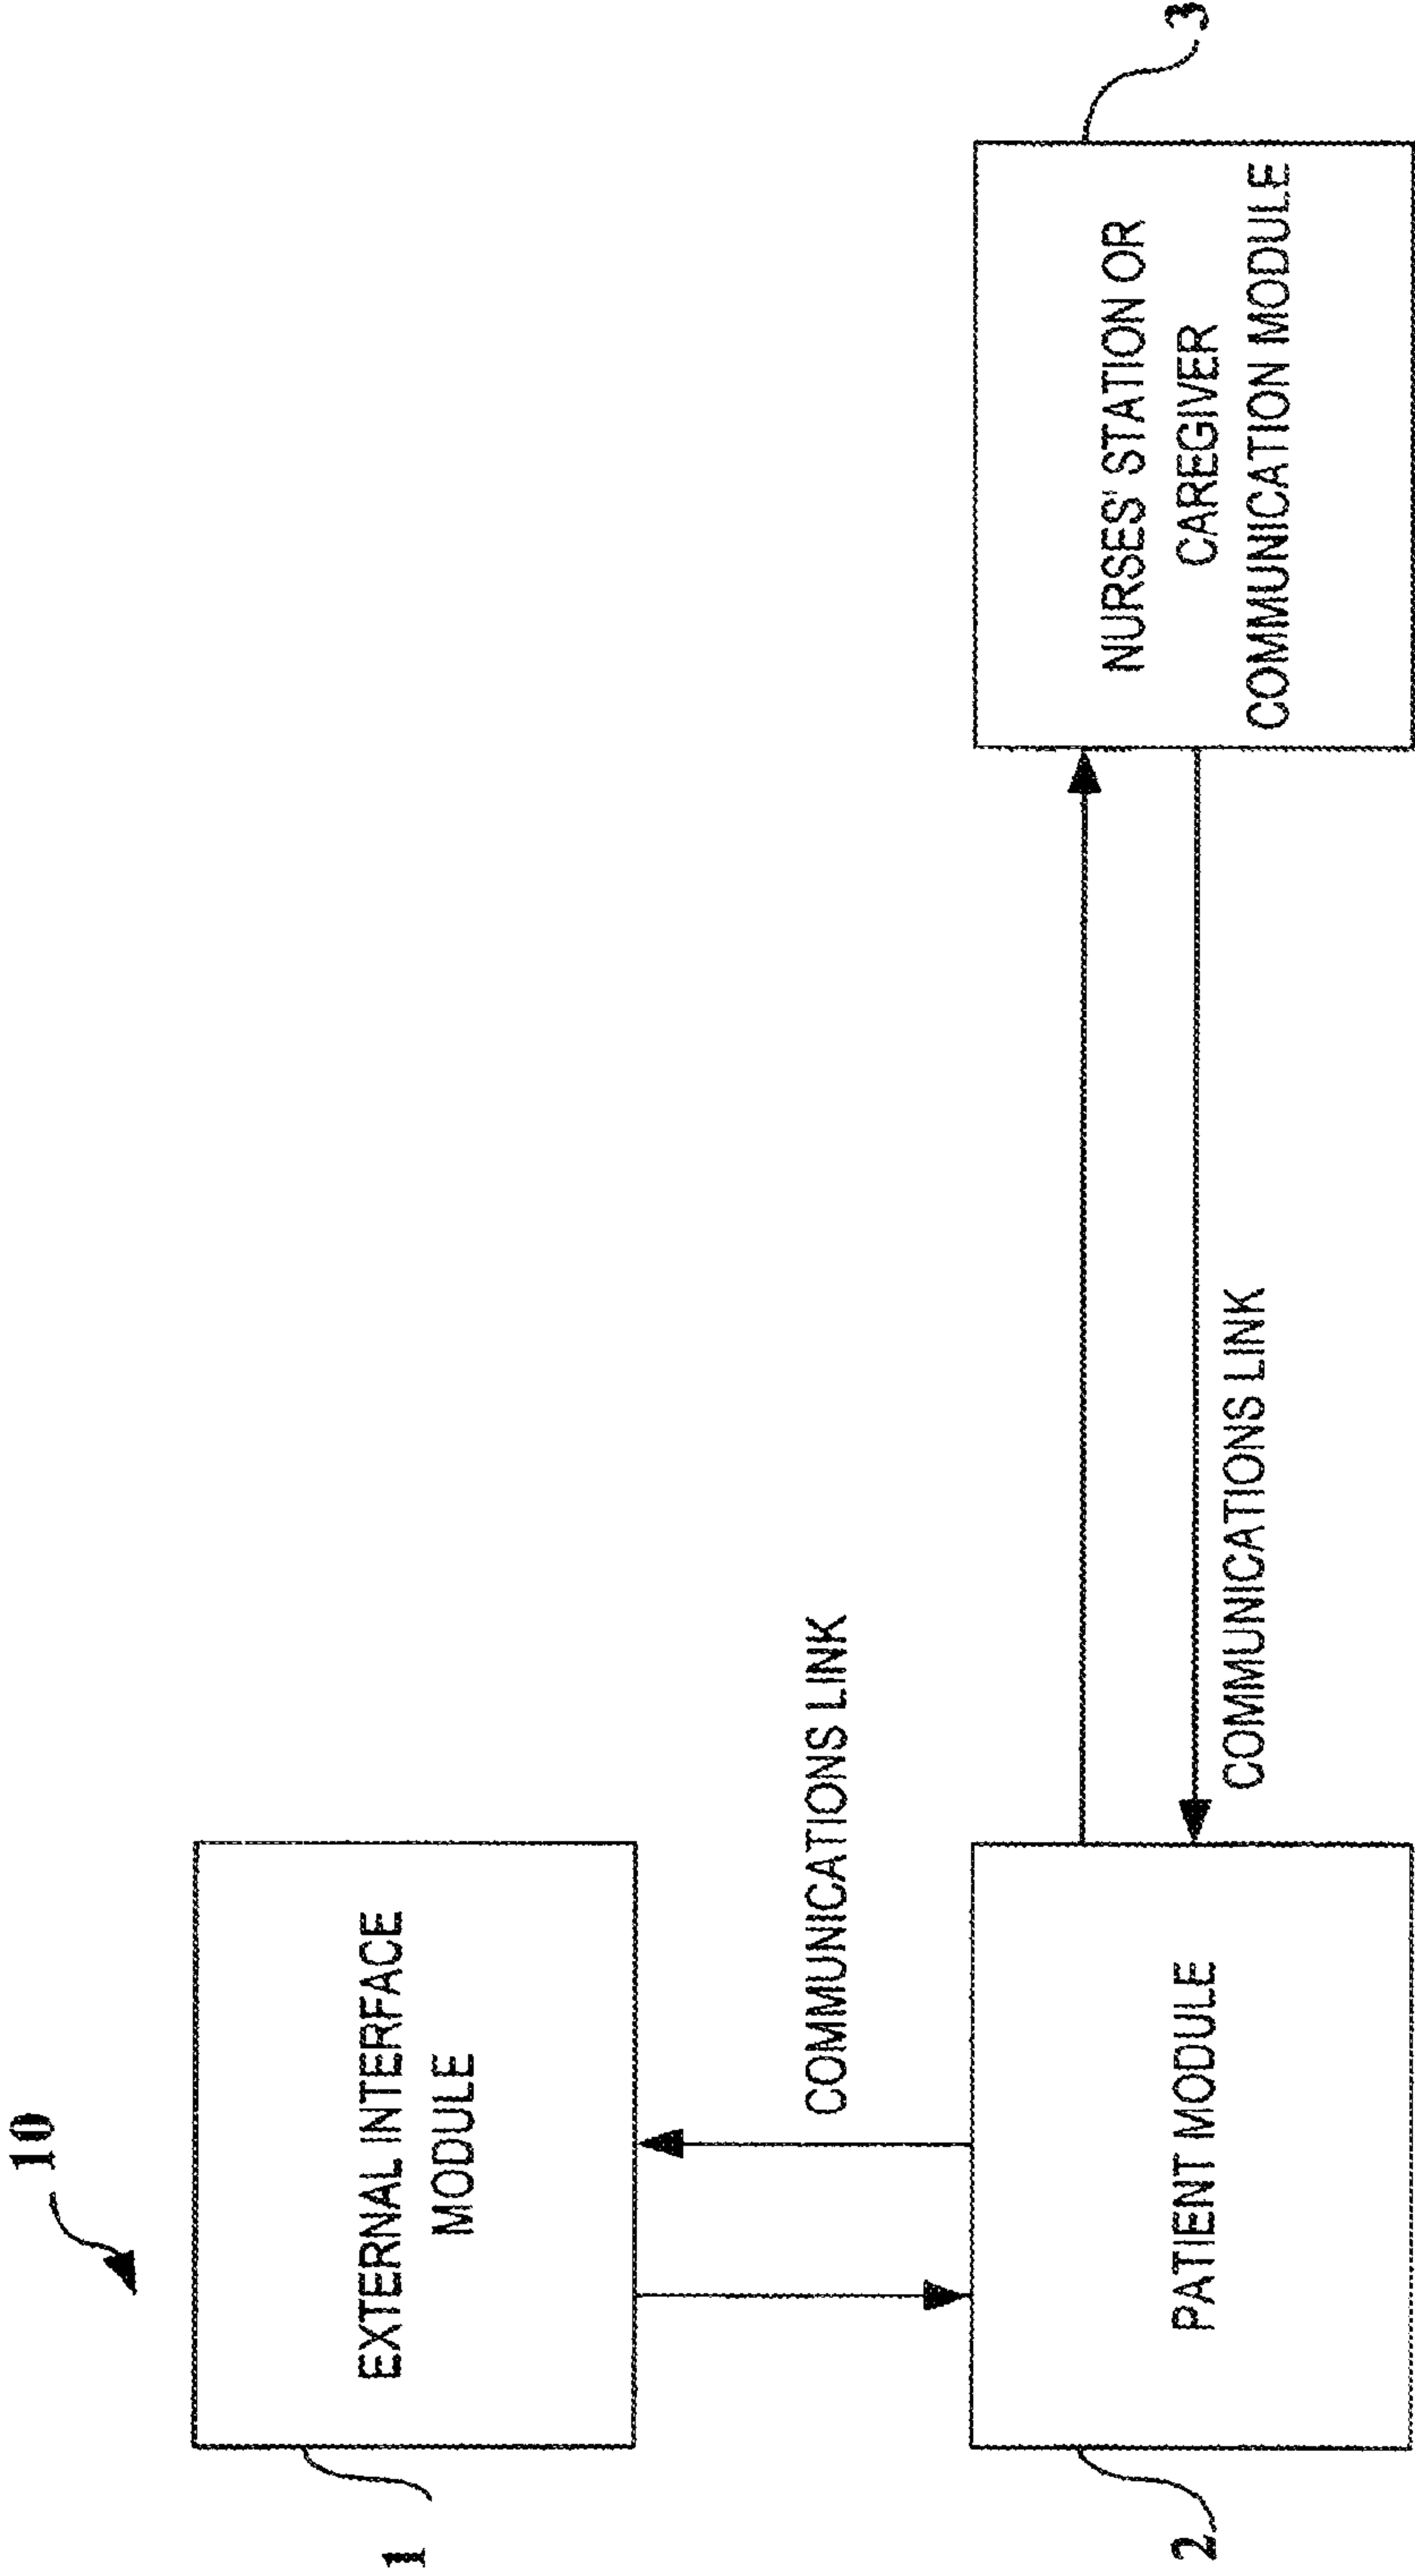 10
EXTERNAL INTERFACE
MODULE
1
COMMUNICATIONS LINK
PATIENT MODULE
2
COMMUNICATIONS LINK
NURSES' STATION OR
CAREGIVER
COMMUNICATION MODULE
3